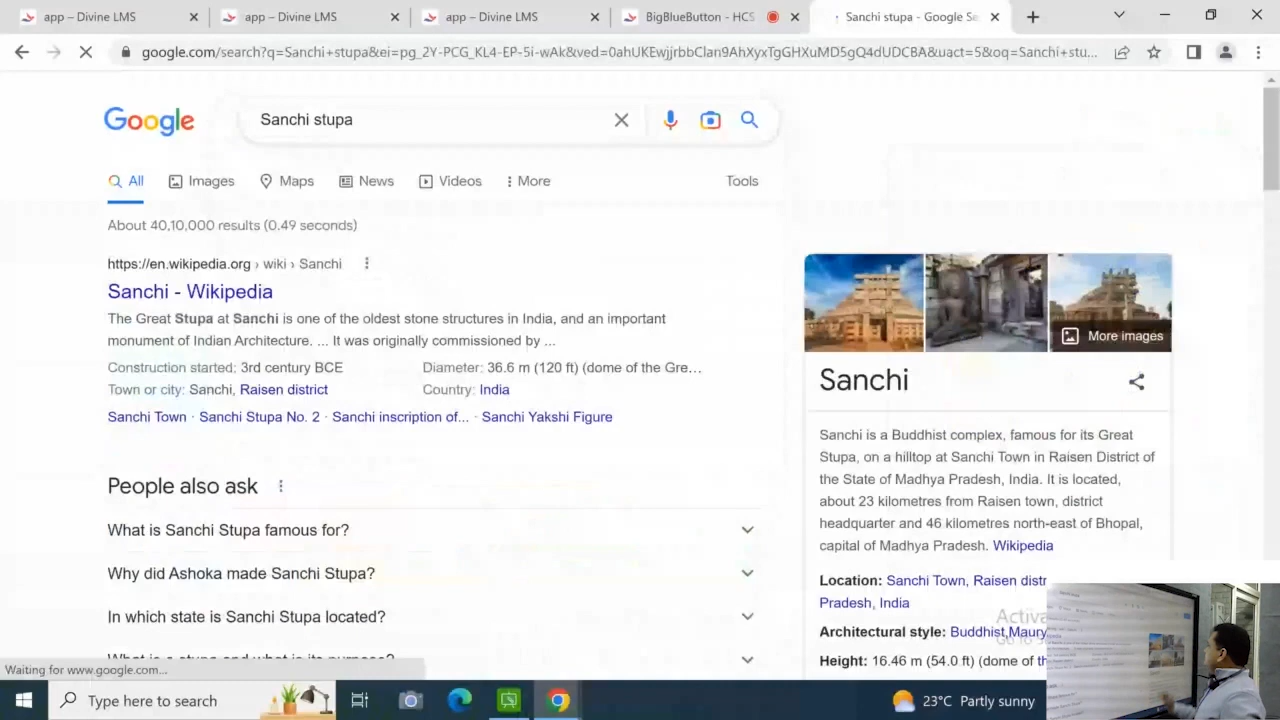 app – Divine LMS
app – Divine LMS
app – Divine LMS
BigBlueButton - HCS
Sanchi stupa - Google Se
google.com/search?q=Sanchi+stupa&ei=pg_2Y-PCG_KL4-EP-5i-wAk&ved=0ahUKEwjjrbbClan9AhXyxTgGHXuMD5gQ4dUDCBA&uact=5&oq=Sanchi+stu...
Google
Sanchi stupa
All
Images
Maps
News
Videos
More
Tools
About 40,10,000 results (0.49 seconds)
https://en.wikipedia.org › wiki › Sanchi
Sanchi - Wikipedia
The Great Stupa at Sanchi is one of the oldest stone structures in India, and an important
monument of Indian Architecture. ... It was originally commissioned by ...
Construction started: 3rd century BCE
Diameter: 36.6 m (120 ft) (dome of the Gre...
Town or city: Sanchi, Raisen district
Country: India
Sanchi Town · Sanchi Stupa No. 2 · Sanchi inscription of... · Sanchi Yakshi Figure
People also ask
What is Sanchi Stupa famous for?
Why did Ashoka made Sanchi Stupa?
In which state is Sanchi Stupa located?
What is a stupa and what is its purpose?
More images
Sanchi
Sanchi is a Buddhist complex, famous for its Great
Stupa, on a hilltop at Sanchi Town in Raisen District of
the State of Madhya Pradesh, India. It is located,
about 23 kilometres from Raisen town, district
headquarter and 46 kilometres north-east of Bhopal,
capital of Madhya Pradesh. Wikipedia
Location: Sanchi Town, Raisen distr
Pradesh, India
Activa
Architectural style: Buddhist, Maury
Height: 16.46 m (54.0 ft) (dome of th
Waiting for www.google.com...
Type here to search
23°C Partly sunny